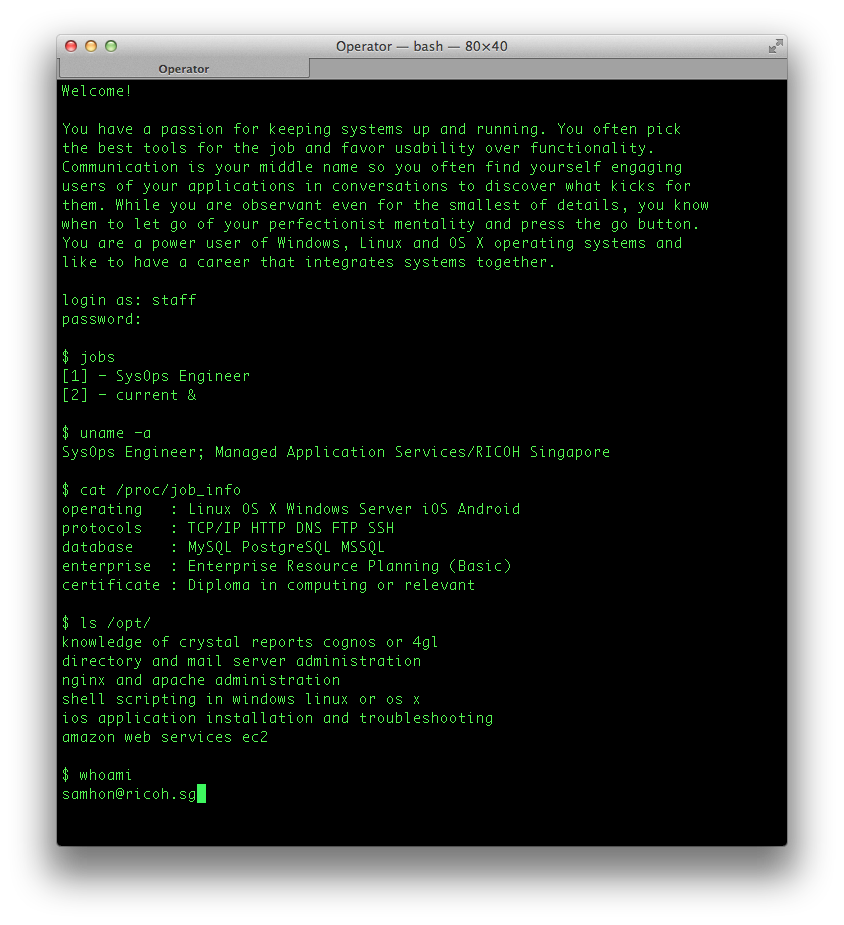 Operator — bash — 80×40
Operator
Welcome!
You have a passion for keeping systems up and running. You often pick
the best tools for the job and favor usability over functionality.
Communication is your middle name so you often find yourself engaging
users of your applications in conversations to discover what kicks for
them. While you are observant even for the smallest of details, you know
when to let go of your perfectionist mentality and press the go button.
You are a power user of Windows, Linux and OS X operating systems and
like to have a career that integrates systems together.
login as: staff
password:
$ jobs
[1] - SysOps Engineer
[2] - current &
$ uname -a
SysOps Engineer; Managed Application Services/RICOH Singapore
$ cat /proc/job_info
operating   : Linux OS X Windows Server iOS Android
protocols   : TCP/IP HTTP DNS FTP SSH
database    : MySQL PostgreSQL MSSQL
enterprise  : Enterprise Resource Planning (Basic)
certificate : Diploma in computing or relevant
$ ls /opt/
knowledge of crystal reports cognos or 4gl
directory and mail server administration
nginx and apache administration
shell scripting in windows linux or os x
ios application installation and troubleshooting
amazon web services ec2
$ whoami
samhon@ricoh.sg